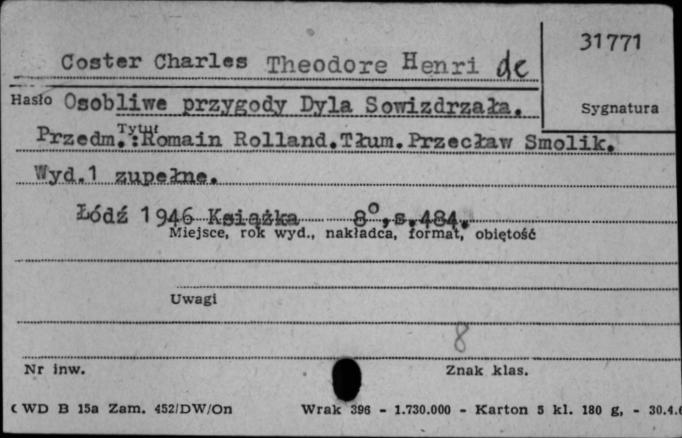 31771
Coster Charles Theodore Henri de
Hasło Osobliwe przygody Dyla Sowizdrzała.
Sygnatura
Tytuł
Przedm.:Romain Rolland.Tłum.Przecław Smolik.
Wyd.1 zupełne.
Łódź 1946 Książka 8°,s.484.
Miejsce, rok wyd., nakładca, format, objętość
Uwagi
8
Nr inw.
Znak klas.
CWD B 15a Zam. 452/DW/On Wrak 396 - 1.730.000 - Karton 5 kl. 180 g, - 30.4.